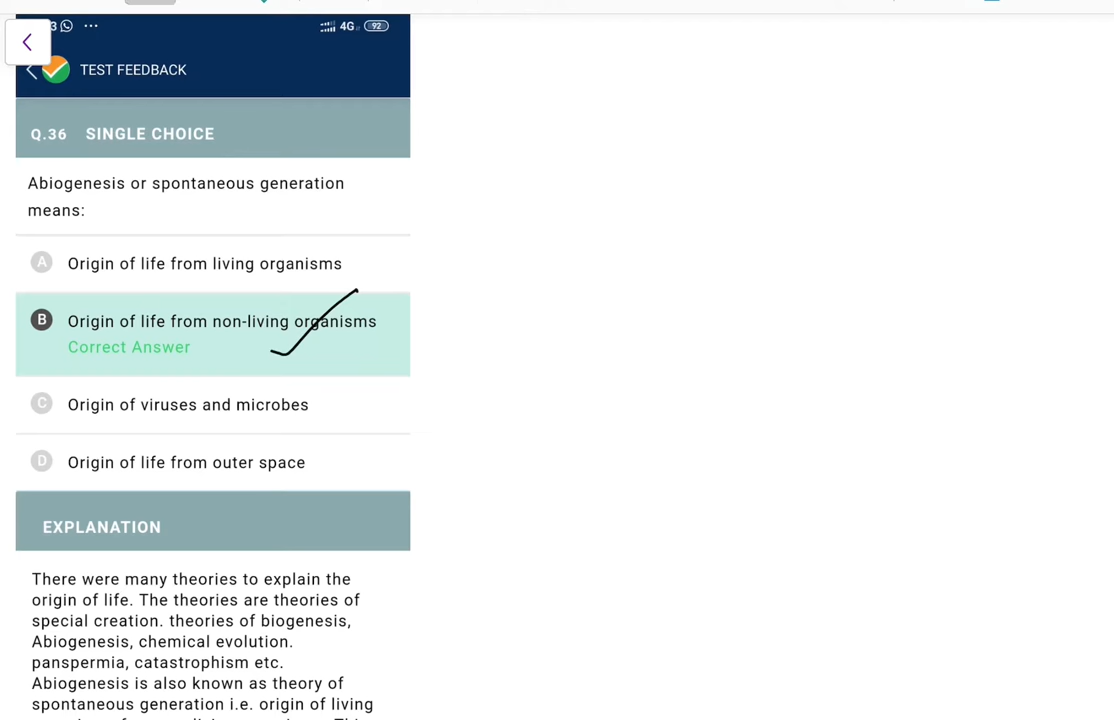 3 ... 4G 92
TEST FEEDBACK
Q.36 SINGLE CHOICE
Abiogenesis or spontaneous generation
means:
A Origin of life from living organisms
B Origin of life from non-living organisms
Correct Answer
C Origin of viruses and microbes
D Origin of life from outer space
EXPLANATION
There were many theories to explain the
origin of life. The theories are theories of
special creation. theories of biogenesis,
Abiogenesis, chemical evolution.
panspermia, catastrophism etc.
Abiogenesis is also known as theory of
spontaneous generation i.e. origin of living